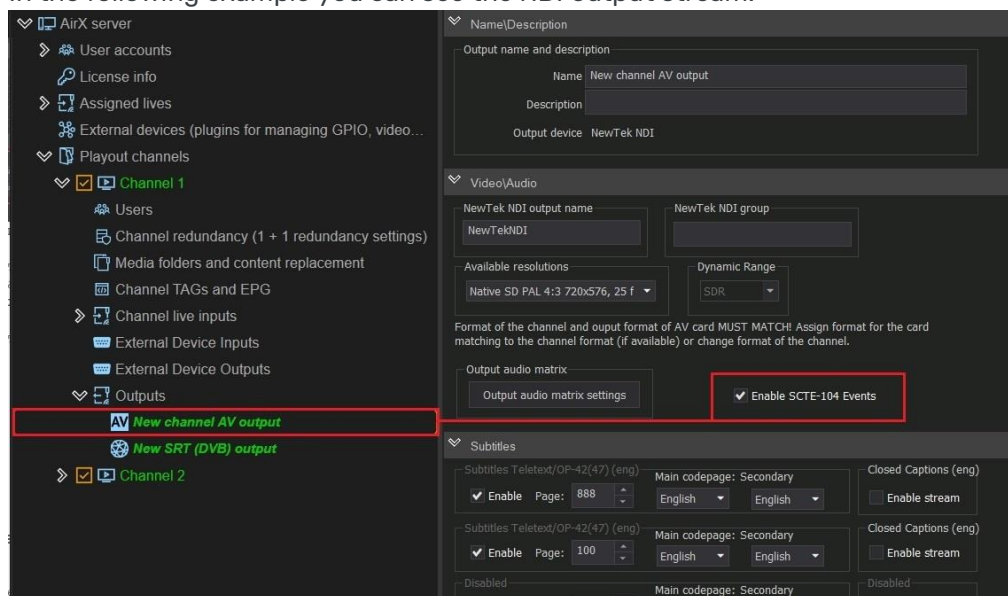 In the following example you can see the NDI output stream:
AirX server
User accounts
License info
Assigned lives
External devices (plugins for managing GPIO, video...
Playout channels
Channel 1
Users
Channel redundancy (1 + 1 redundancy settings)
Media folders and content replacement
Channel TAGs and EPG
Channel live inputs
External Device Inputs
External Device Outputs
Outputs
AV New channel AV output
New SRT (DVB) output
Channel 2
Name\Description
Output name and description
Name New channel AV output
Description
Output device NewTek NDI
Video\Audio
NewTek NDI output name NewTek NDI group
NewTekNDI
Available resolutions Dynamic Range
Native SD PAL 4:3 720x576, 25 f SDR
Format of the channel and ouput format of AV card MUST MATCH! Assign format for the card
matching to the channel format (if available) or change format of the channel.
Output audio matrix
Output audio matrix settings Enable SCTE-104 Events
Subtitles
Subtitles Teletext/OP-42(47) (eng) Main codepage: Secondary Closed Captions (eng)
Enable Page: 888 English English Enable stream
Subtitles Teletext/OP-42(47) (eng) Main codepage: Secondary Closed Captions (eng)
Enable Page: 100 English English Enable stream
Disabled Main codepage: Secondary Disabled